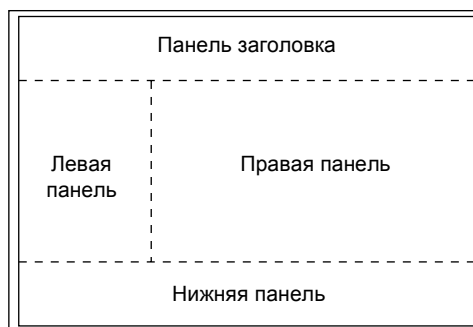 Панель заголовка
Левая
панель
Правая панель
Нижняя панель